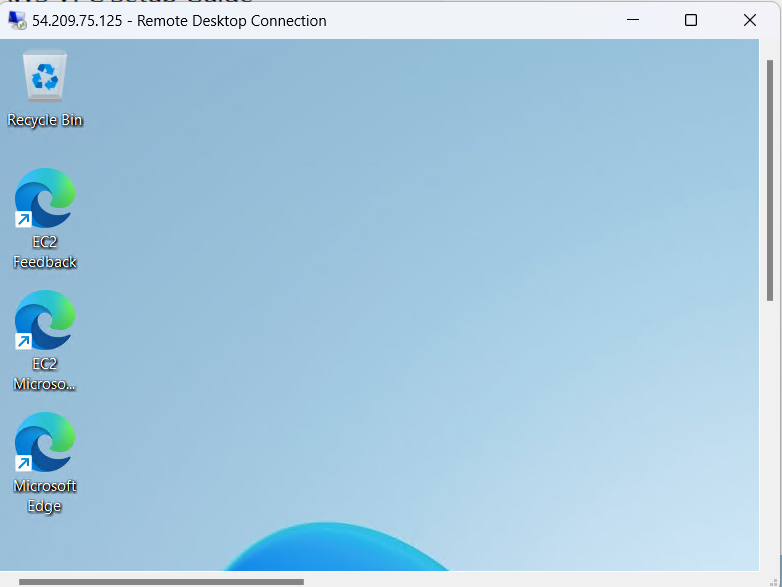 54.209.75.125 - Remote Desktop Connection
Recycle Bin
EC2
Feedback
EC2
Microso...
Microsoft
Edge